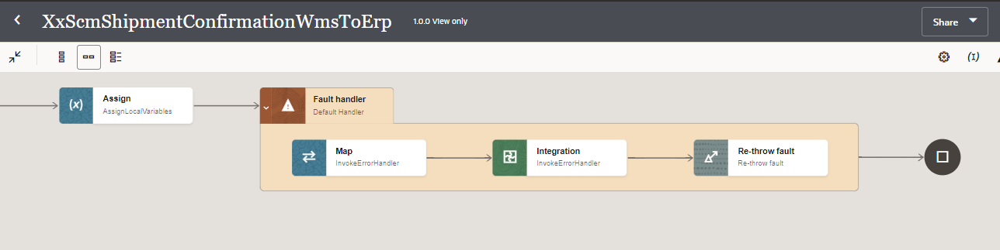 XxScmShipmentConfirmationWmsToErp
1.0.0 View only
Share
(I)
(x)
Assign
AssignLocalVariables
Fault handler
Default Handler
Map
InvokeErrorHandler
Integration
InvokeErrorHandler
Re-throw fault
Re-throw fault